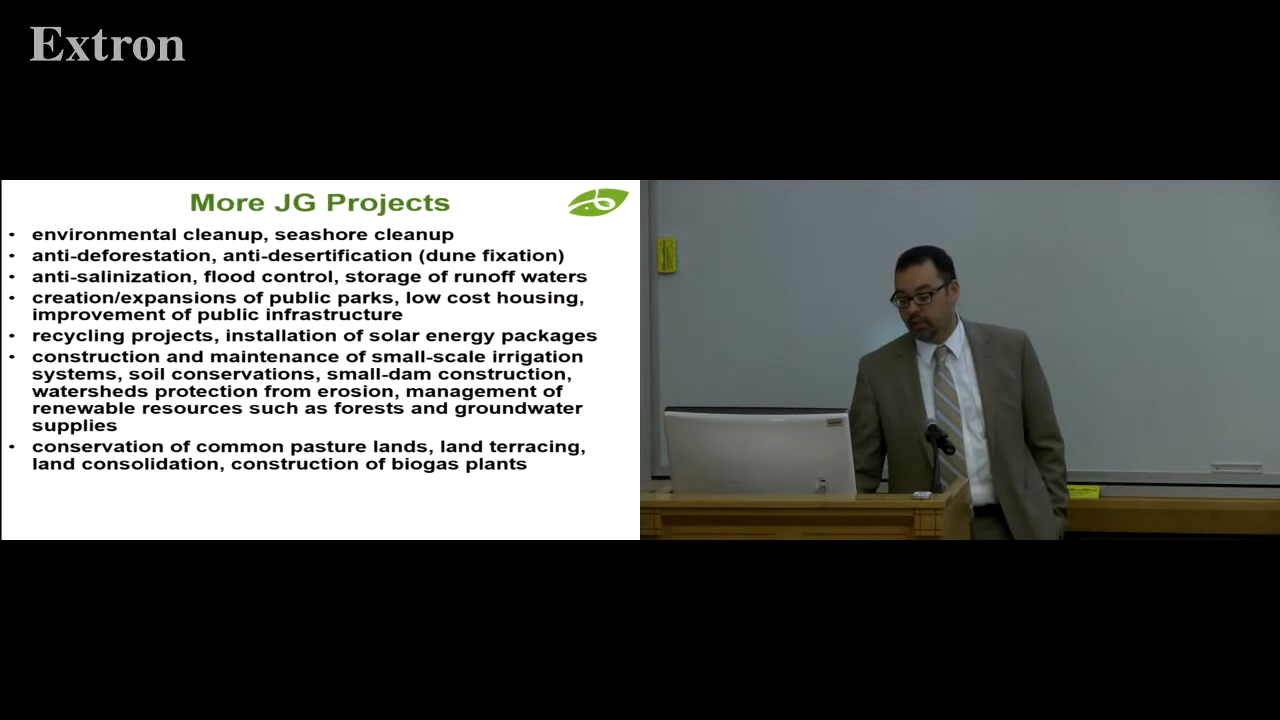 Extron
More JG Projects
• environmental cleanup, seashore cleanup
• anti-deforestation, anti-desertification (dune fixation)
• anti-salinization, flood control, storage of runoff waters
• creation/expansions of public parks, low cost housing,
improvement of public infrastructure
• recycling projects, installation of solar energy packages
• construction and maintenance of small-scale irrigation
systems, soil conservations, small-dam construction,
watersheds protection from erosion, management of
renewable resources such as forests and groundwater
supplies
• conservation of common pasture lands, land terracing,
land consolidation, construction of biogas plants